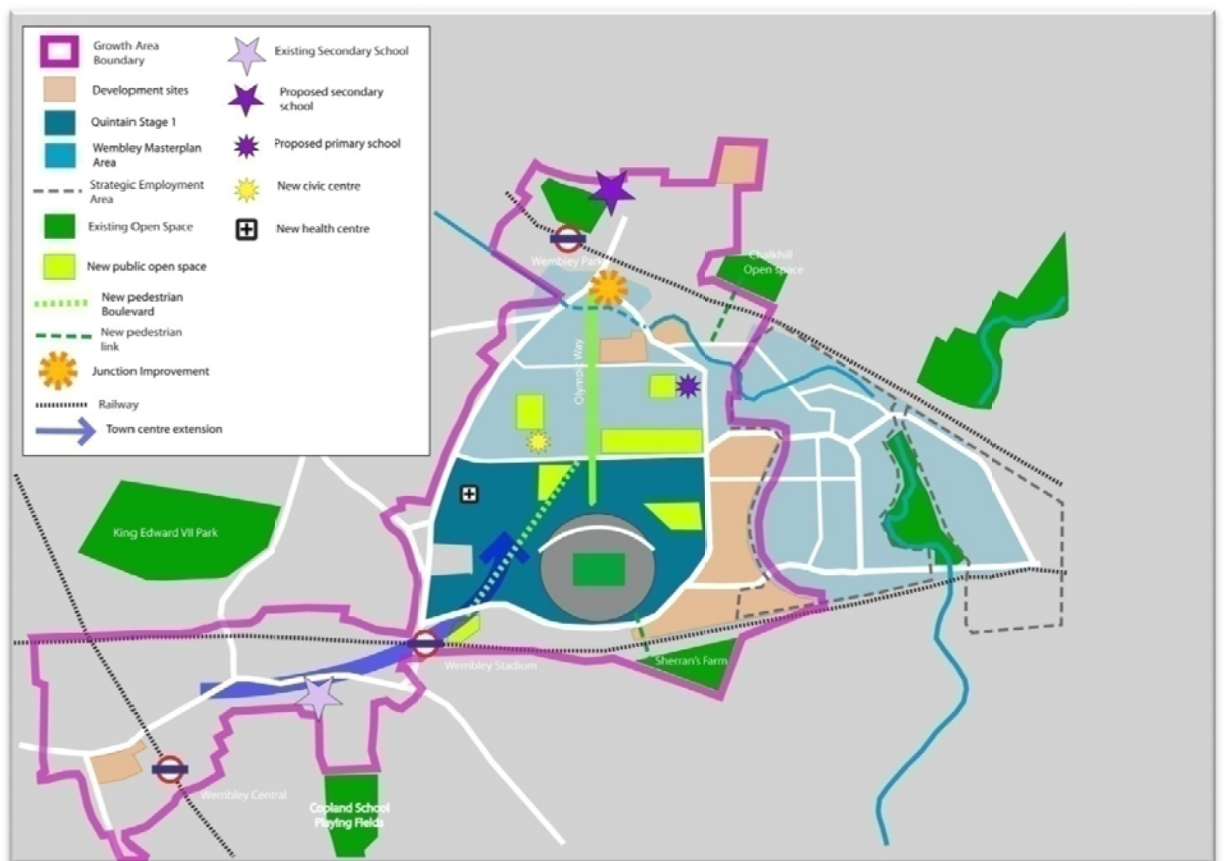 Growth Area
Boundary
Development sites
Quintain Stage 1
Wembley Masterplan
Area
Strategic Employment
Area
Existing Open Space
New public open space
New pedestrian
Boulevard
New pedestrian
link
Junction Improvement
Railway
Town centre extension
Existing Secondary School
Proposed secondary
school
Proposed primary school
New civic centre
New health centre
Wembley Park
Chalkhill
Open space
Olympic Way
King Edward VII Park
Wembley Stadium
Sherran's Farm
Wembley Central
Copland School
Playing Fields